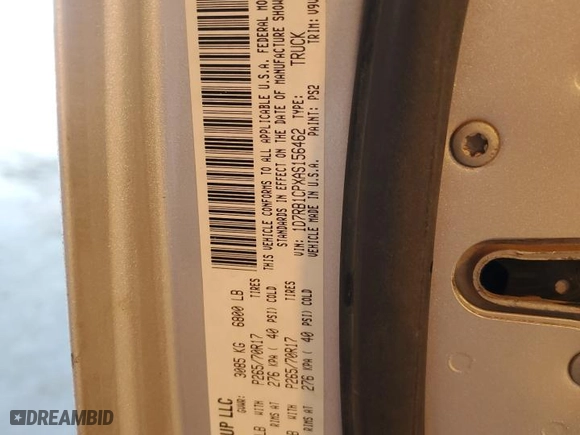 UP LLC
GVWR: 3085 KG 6800 LB
LB WITH P265/70R17 TIRES
RIMS AT 276 KPA ( 40 PSI) COLD
LB WITH P265/70R17 TIRES
RIMS AT 276 KPA ( 40 PSI) COLD
THIS VEHICLE CONFORMS TO ALL APPLICABLE U.S.A. FEDERAL MO
STANDARDS IN EFFECT ON THE DATE OF MANUFACTURE SHOW
VIN: 1D7RB1CPXAS156462 TYPE: TRUCK
VEHICLE MADE IN U.S.A. PAINT: PS2 TRIM: V9V
DREAMBID